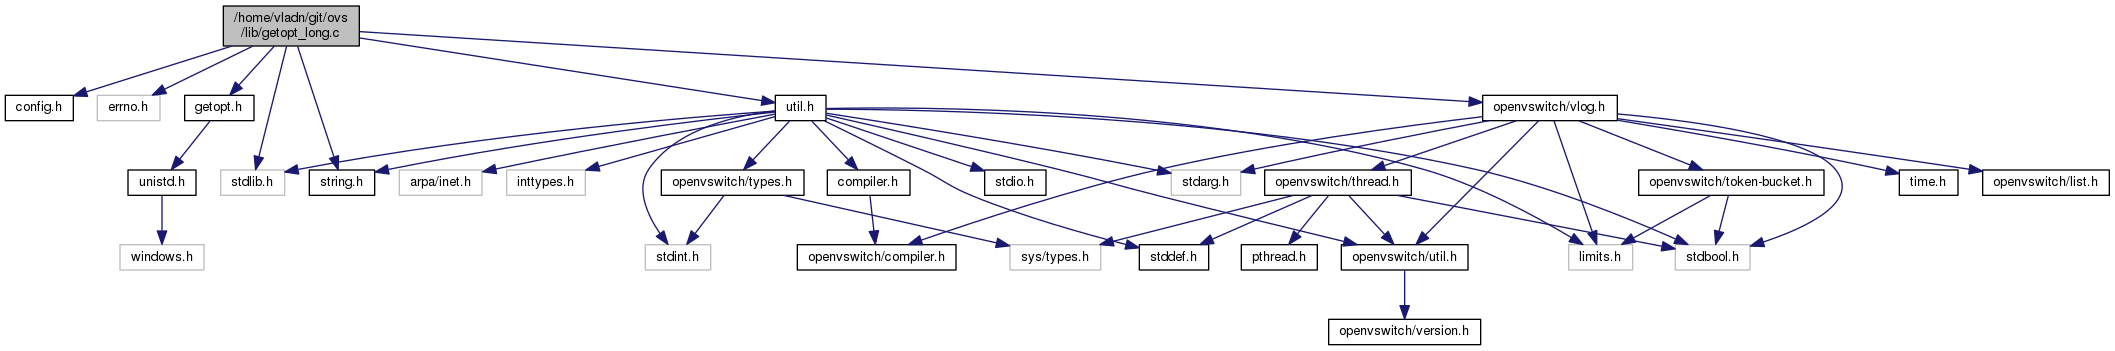 /home/vladn/git/ovs
/lib/getopt_long.c
config.h
errno.h
getopt.h
util.h
openvswitch/vlog.h
unistd.h
stdlib.h
string.h
arpa/inet.h
inttypes.h
openvswitch/types.h
compiler.h
stdio.h
stdarg.h
openvswitch/thread.h
openvswitch/token-bucket.h
time.h
openvswitch/list.h
windows.h
stdint.h
openvswitch/compiler.h
sys/types.h
stddef.h
pthread.h
openvswitch/util.h
limits.h
stdbool.h
openvswitch/version.h